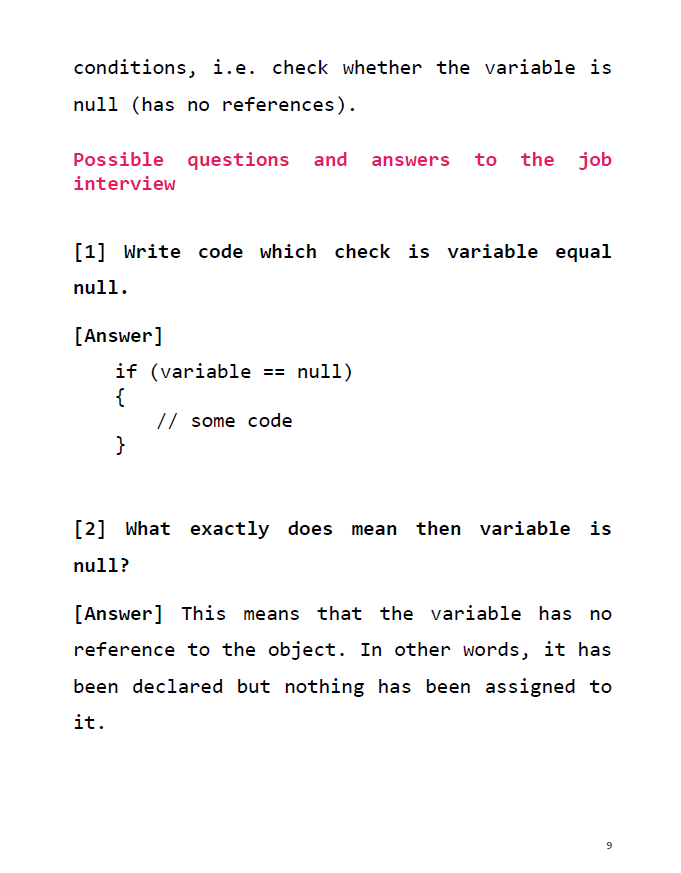 conditions, i.e. check whether the variable is
null (has no references).
Possible questions and answers to the job
interview
[1] Write code which check is variable equal
null.
[Answer]
if (variable == null)
{
// some code
}
[2] What exactly does mean then variable is
null?
[Answer] This means that the variable has no
reference to the object. In other words, it has
been declared but nothing has been assigned to
it.
9